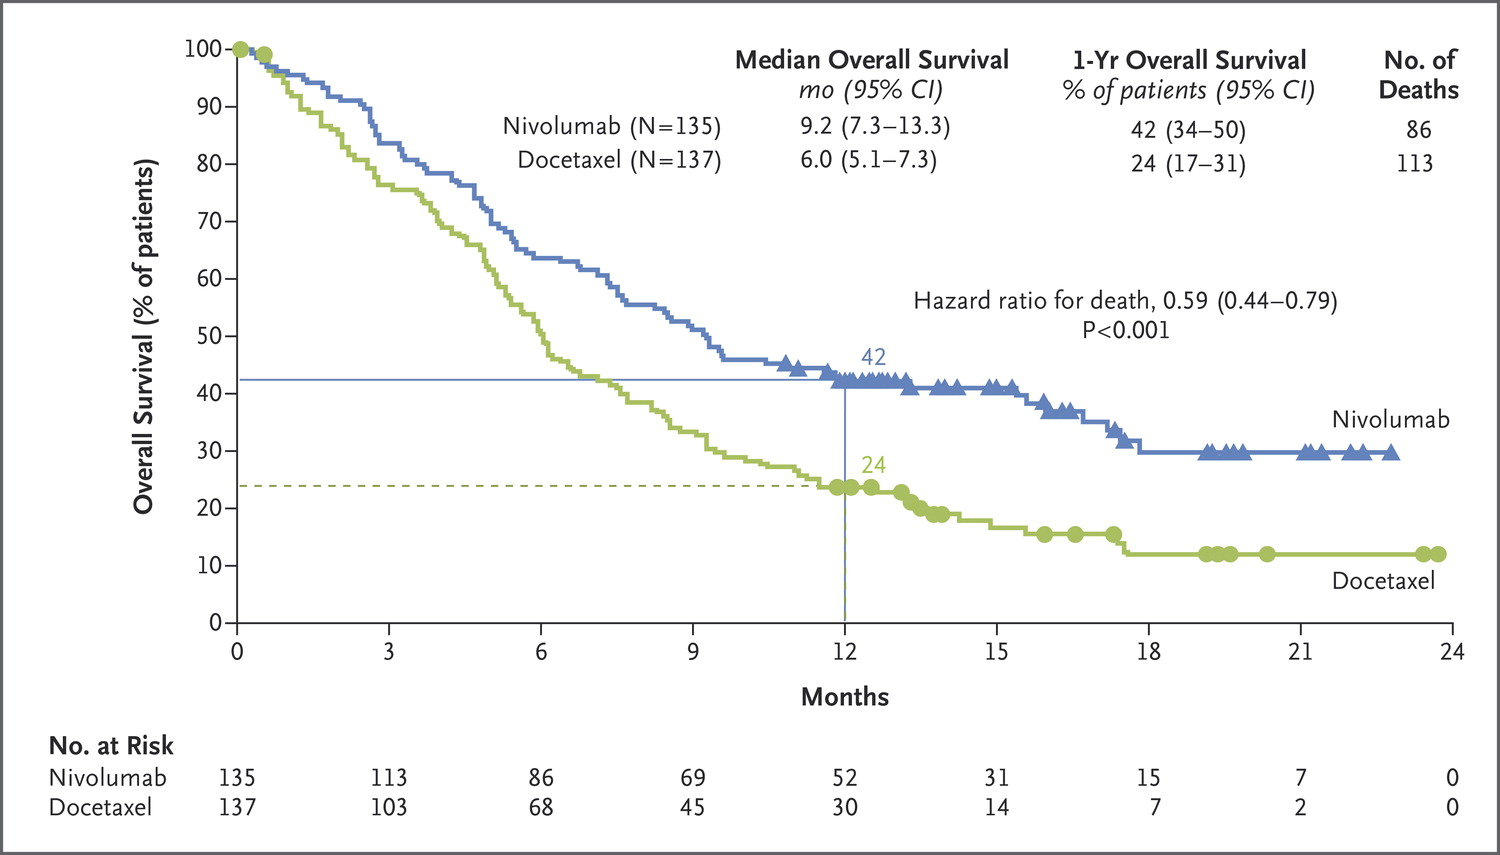 Median Overall Survival
mo (95% CI)
1-Yr Overall Survival
% of patients (95% CI)
No. of
Deaths
Nivolumab (N=135) 9.2 (7.3–13.3) 42 (34–50) 86
Docetaxel (N=137) 6.0 (5.1–7.3) 24 (17–31) 113
Hazard ratio for death, 0.59 (0.44–0.79)
P<0.001
Overall Survival (% of patients)
100
90
80
70
60
50
40
30
20
10
0
42
24
Nivolumab
Docetaxel
0 3 6 9 12 15 18 21 24
Months
No. at Risk
Nivolumab 135 113 86 69 52 31 15 7 0
Docetaxel 137 103 68 45 30 14 7 2 0